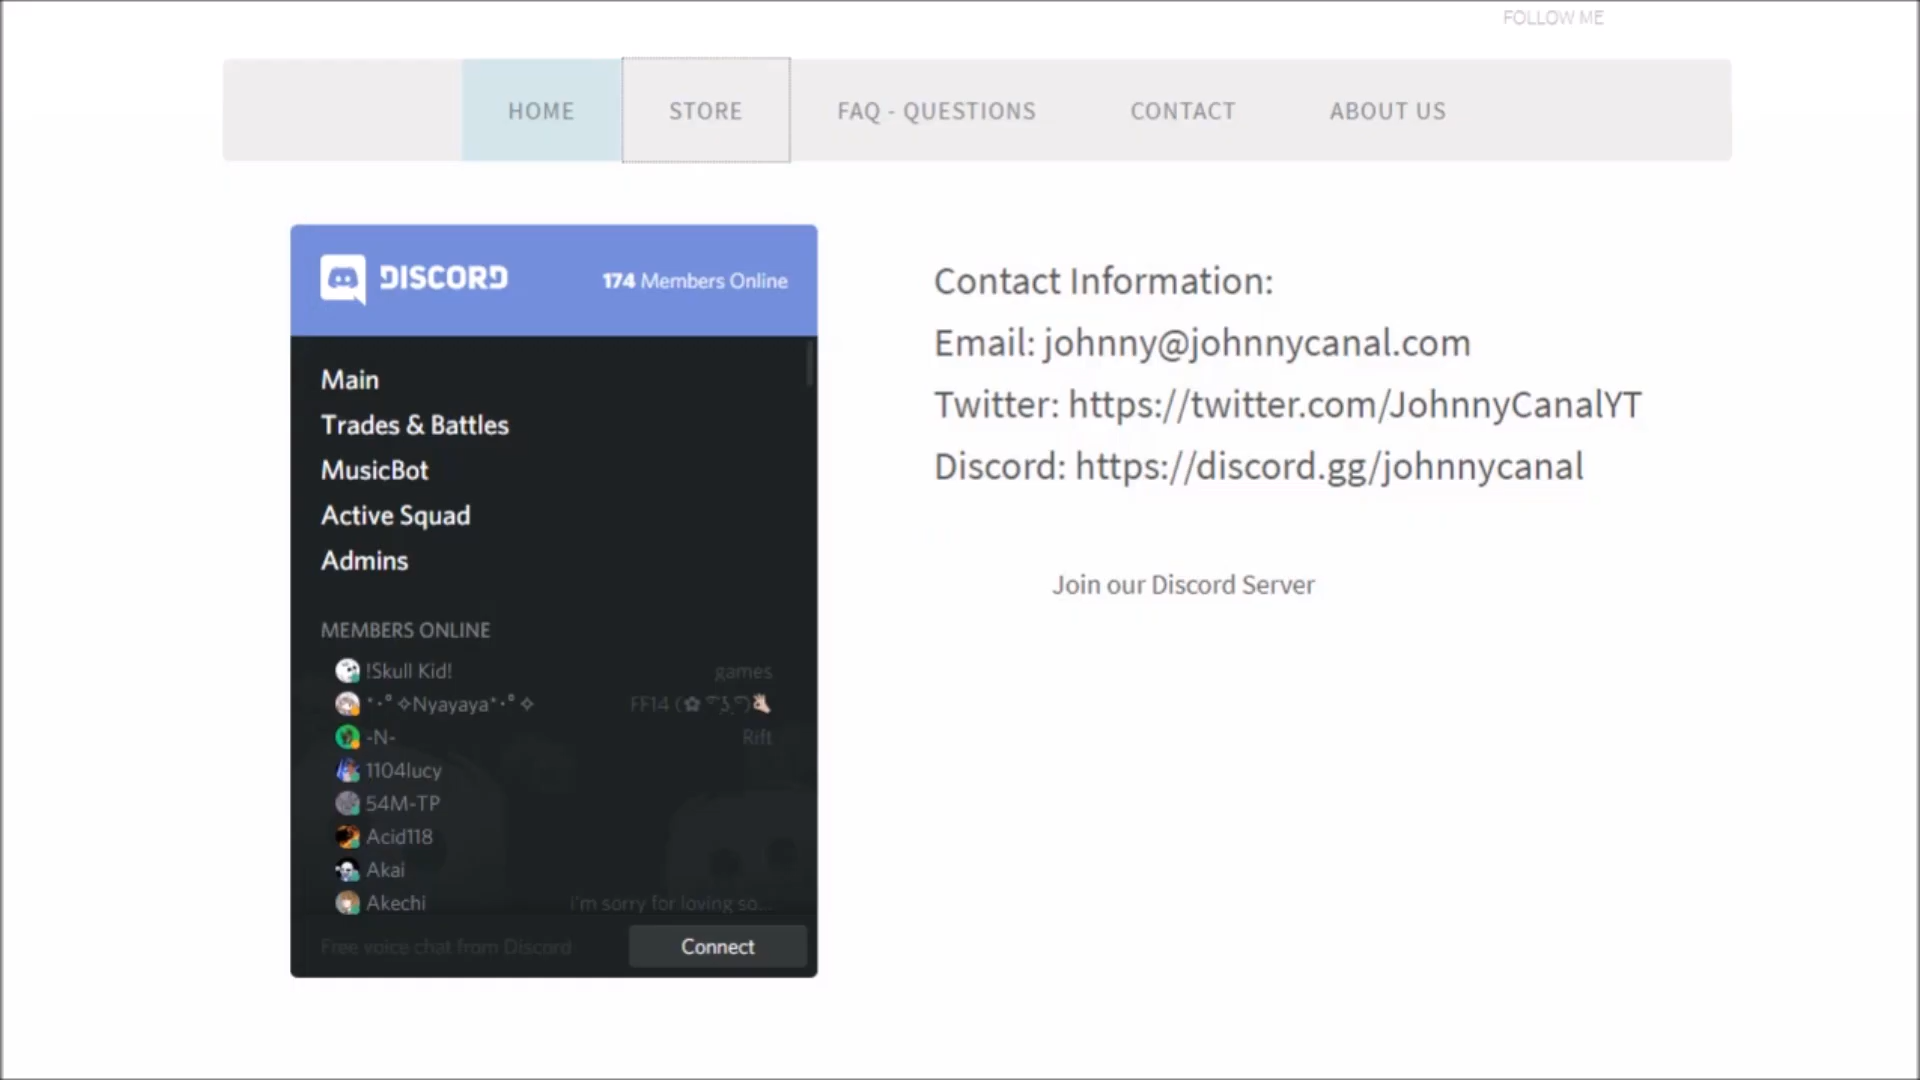 FOLLOW ME
HOME STORE FAQ - QUESTIONS CONTACT ABOUT US
DISCORD 174 Members Online
Main
Trades & Battles
MusicBot
Active Squad
Admins
MEMBERS ONLINE
!Skull Kid! games
*･ﾟ✧Nyayaya*･ﾟ✧ FF14
-N- Rift
1104lucy
54M-TP
Acid118
Akai
Akechi i'm sorry for loving so...
Free voice chat from Discord Connect
Contact Information:
Email: johnny@johnnycanal.com
Twitter: https://twitter.com/JohnnyCanalYT
Discord: https://discord.gg/johnnycanal
Join our Discord Server